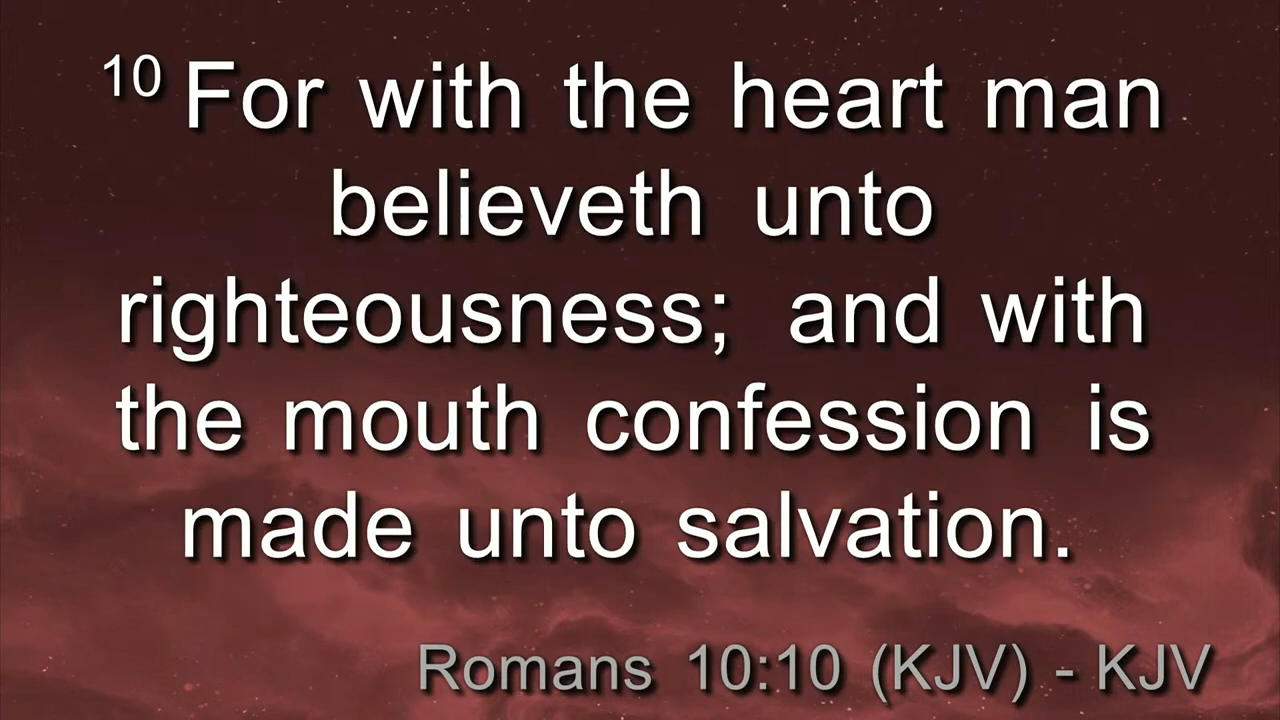 10 For with the heart man
believeth unto
righteousness; and with
the mouth confession is
made unto salvation.
Romans 10:10 (KJV) - KJV